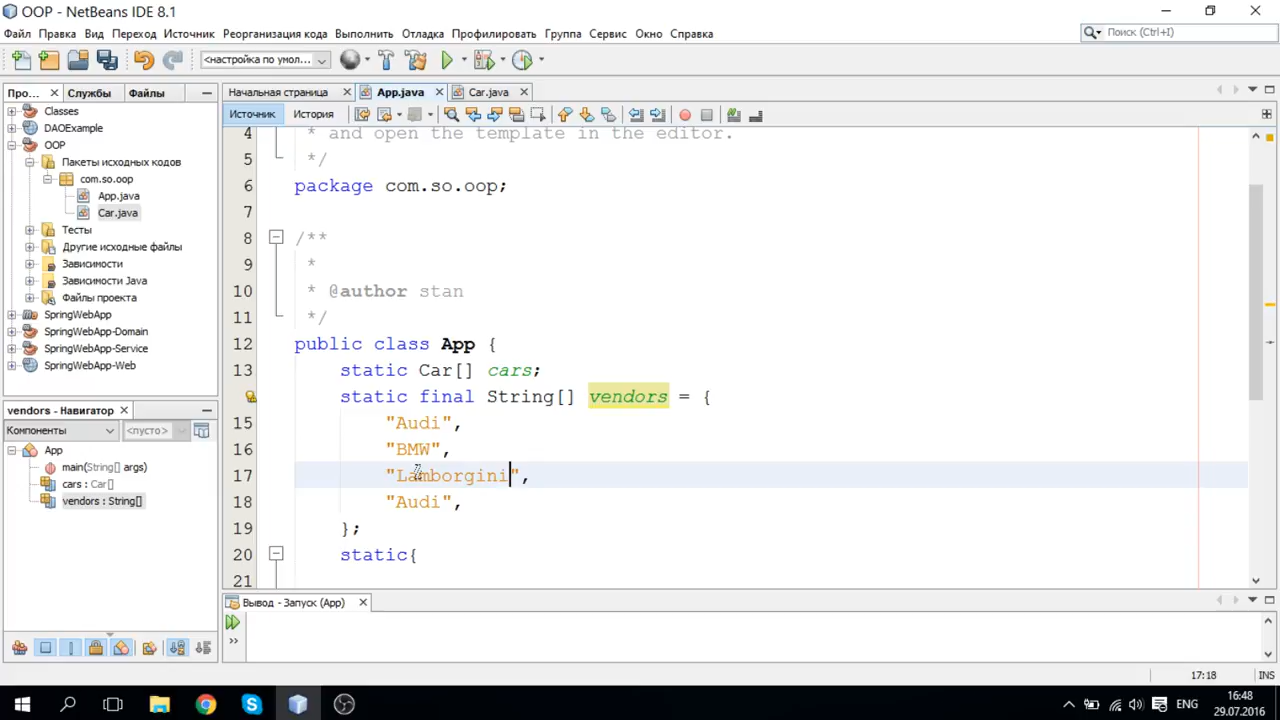 OOP - NetBeans IDE 8.1
Файл Правка Вид Переход Источник Реорганизация кода Выполнить Отладка Профилировать Группа Сервис Окно Справка
Поиск (Ctrl+I)
<настройка по умол...
Про... Службы Файлы
Начальная страница App.java Car.java
Источник История
Classes
DAOExample
OOP
Пакеты исходных кодов
com.so.oop
App.java
Car.java
Тесты
Другие исходные файлы
Зависимости
Зависимости Java
Файлы проекта
SpringWebApp
SpringWebApp-Domain
SpringWebApp-Service
SpringWebApp-Web
vendors - Навигатор
Компоненты <пусто>
App
main(String[] args)
cars : Car[]
vendors : String[]
4 * and open the template in the editor.
5 */
6 package com.so.oop;
7
8 /**
9 *
10 * @author stan
11 */
12 public class App {
13 static Car[] cars;
static final String[] vendors = {
15 "Audi",
16 "BMW",
17 "Lamborgini",
18 "Audi",
19 };
20 static{
21
Вывод - Запуск (App)
17:18 INS
ENG 16:48
29.07.2016